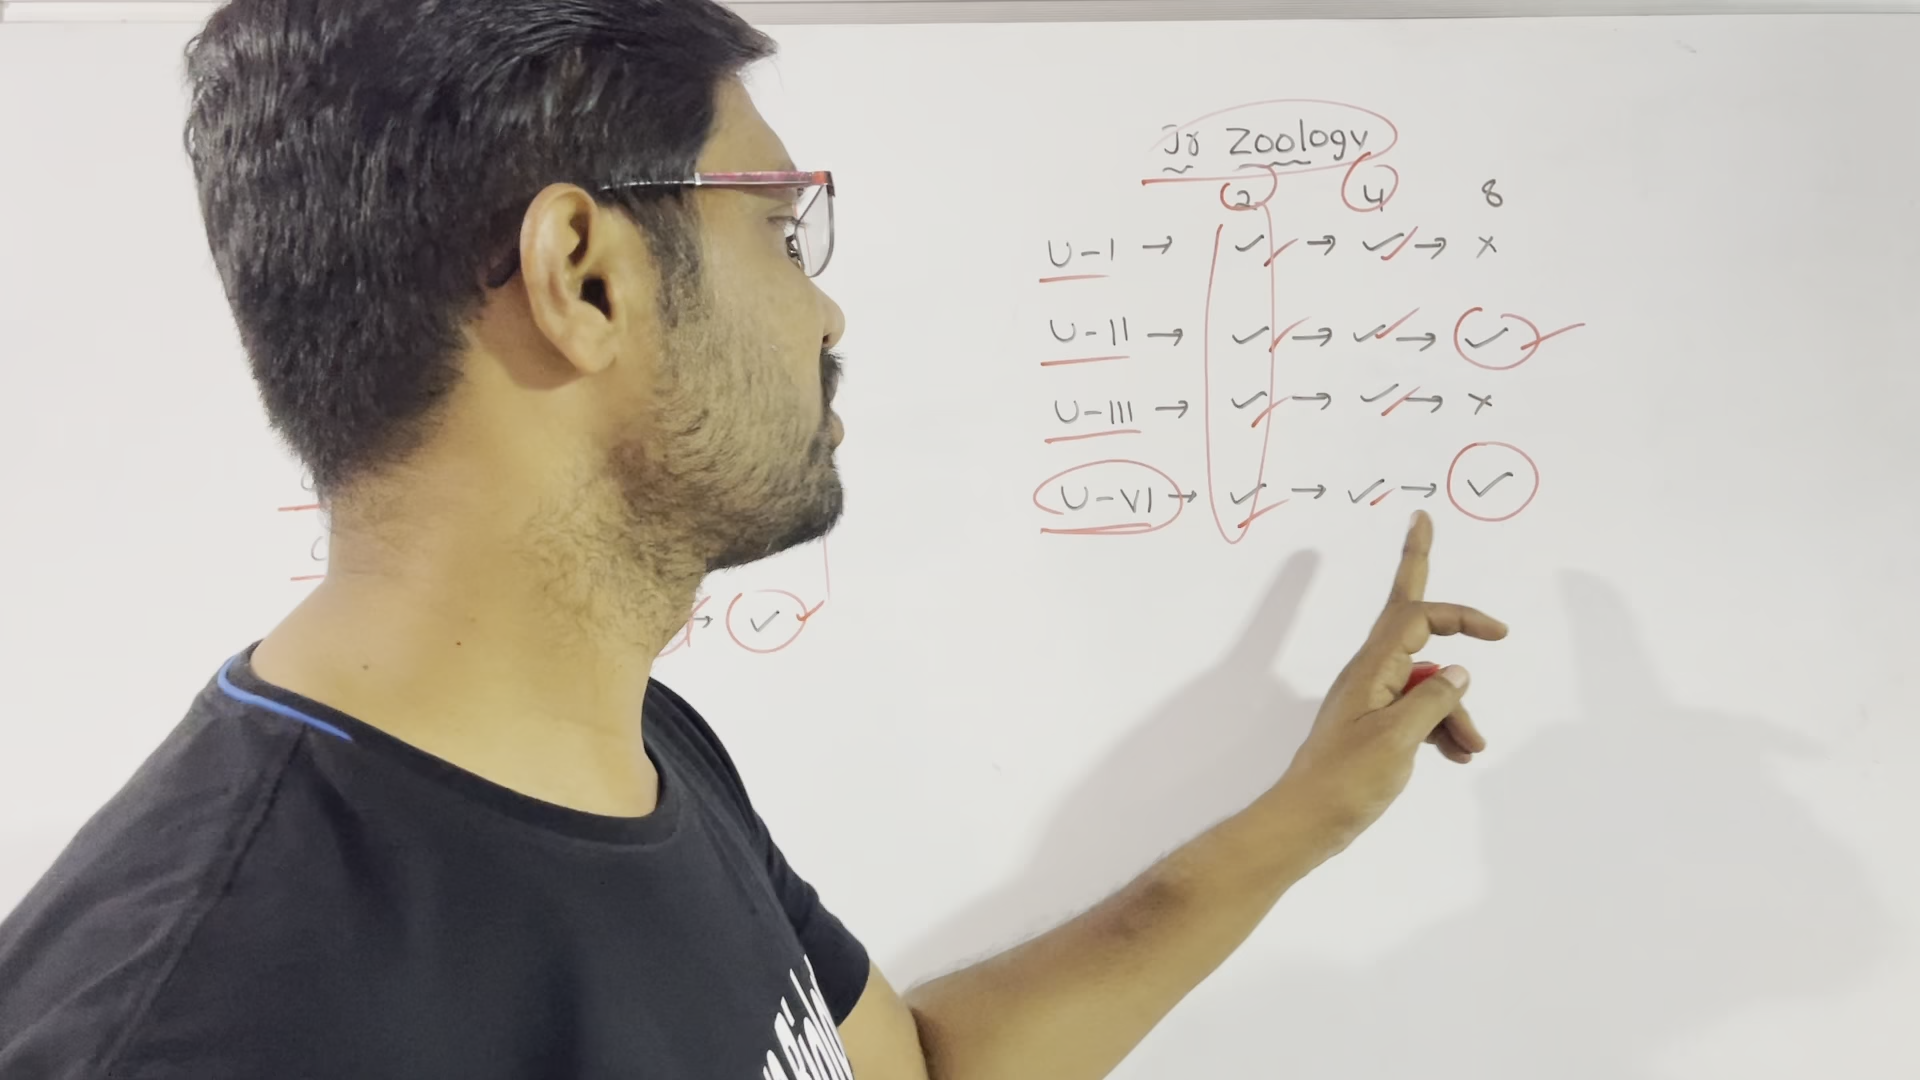 Jr Zoology
2 4 8
U-I → ✓ → ✓ → ×
U-II → ✓ → ✓ → ✓
U-III → ✓ → ✓ → ×
U-VI → ✓ → ✓ → ✓
→ ✓